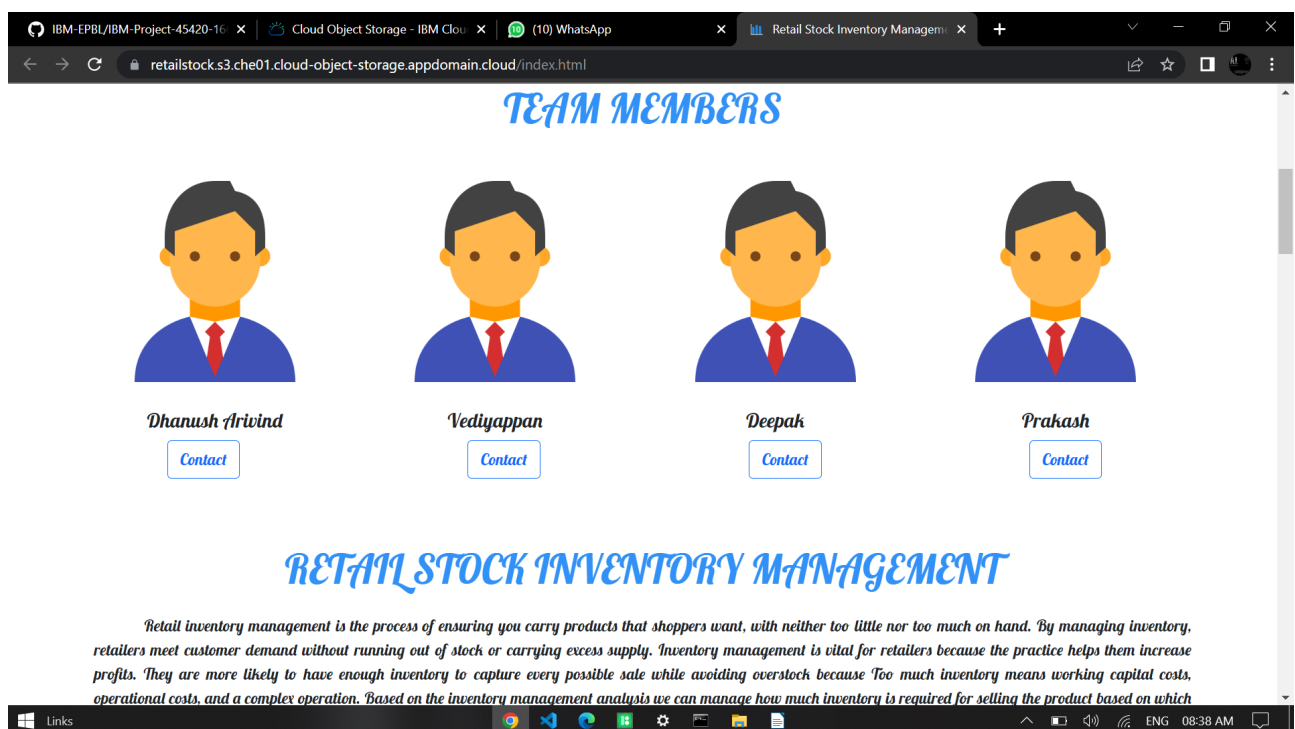 IBM-EPBL/IBM-Project-45420-16 Cloud Object Storage - IBM Clou (10) WhatsApp Retail Stock Inventory Managem
retailstock.s3.che01.cloud-object-storage.appdomain.cloud/index.html
TEAM MEMBERS
Dhanush Arivind Vediyappan Deepak Prakash
Contact Contact Contact Contact
RETAIL STOCK INVENTORY MANAGEMENT
Retail inventory management is the process of ensuring you carry products that shoppers want, with neither too little nor too much on hand. By managing inventory,
retailers meet customer demand without running out of stock or carrying excess supply. Inventory management is vital for retailers because the practice helps them increase
profits. They are more likely to have enough inventory to capture every possible sale while avoiding overstock because Too much inventory means working capital costs,
operational costs, and a complex operation. Based on the inventory management analysis we can manage how much inventory is required for selling the product based on which
Links ENG 08:38 AM